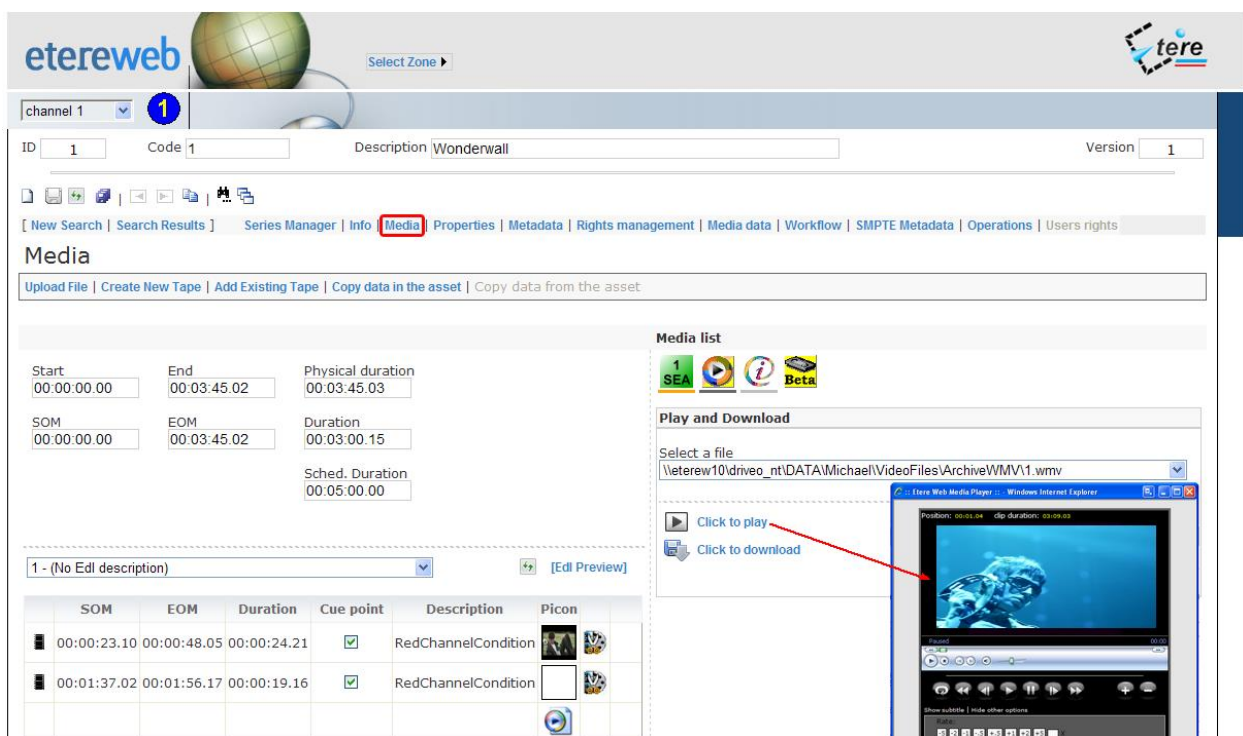 etereweb
Select Zone
tere
channel 1
1
ID 1 Code 1 Description Wonderwall Version 1
[ New Search | Search Results ] Series Manager | Info | Media | Properties | Metadata | Rights management | Media data | Workflow | SMPTE Metadata | Operations | Users rights
Media
Upload File | Create New Tape | Add Existing Tape | Copy data in the asset | Copy data from the asset
Media list
Start End Physical duration
00:00:00.00 00:03:45.02 00:03:45.03
SOM EOM Duration
00:00:00.00 00:03:45.02 00:03:00.15
Sched. Duration
00:05:00.00
1 SEA
Beta
Play and Download
Select a file
\\eterew10\driveo_nt\DATA\Michael\VideoFiles\ArchiveWMV\1.wmv
Click to play
Click to download
:: Etere Web Media Player :: - Windows Internet Explorer
Position: 00:01.04 clip duration: 03:09.03
Paused 00:00
Show subtitle | Hide other options
Rate:
1 - (No Edl description) [Edl Preview]
SOM EOM Duration Cue point Description Picon
00:00:23.10 00:00:48.05 00:00:24.21 RedChannelCondition
00:01:37.02 00:01:56.17 00:00:19.16 RedChannelCondition